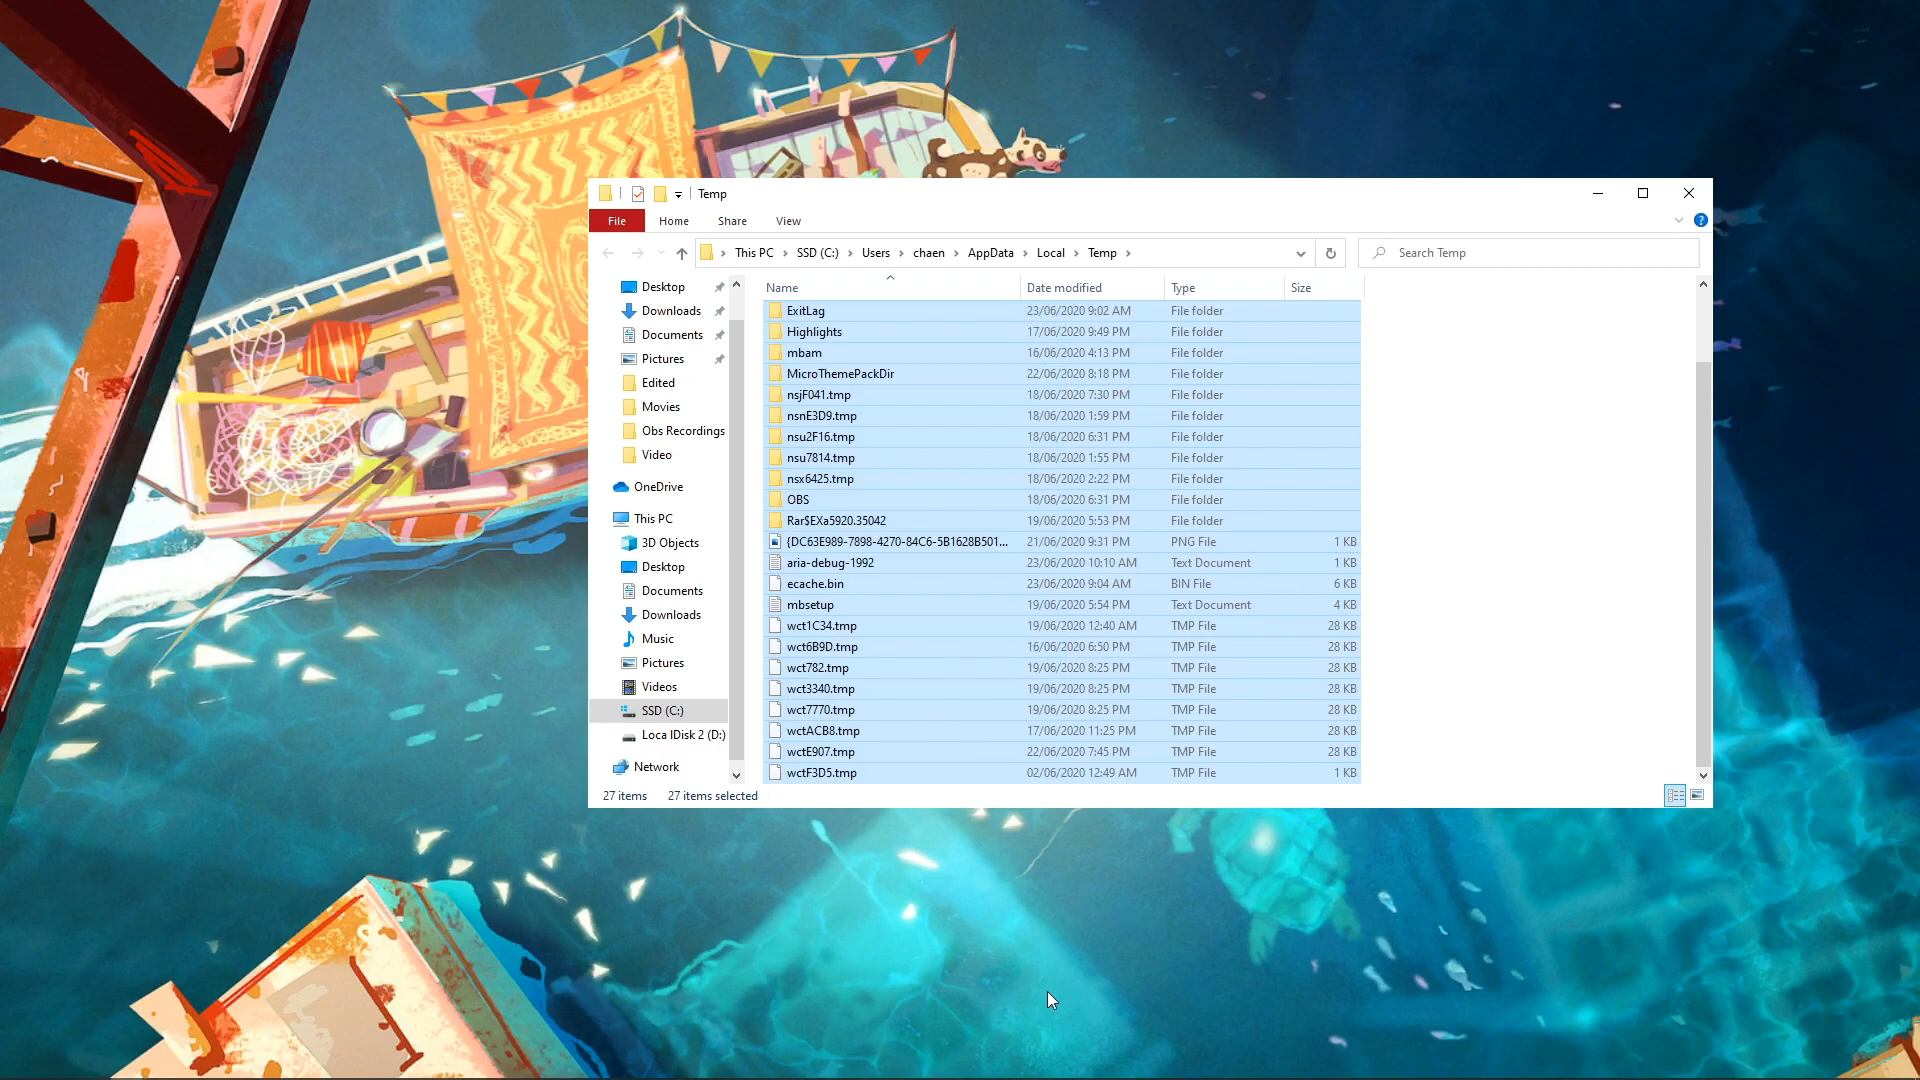 Temp
File Home Share View
This PC SSD (C:) Users chaen AppData Local Temp
Search Temp
Desktop
Downloads
Documents
Pictures
Edited
Movies
Obs Recordings
Video
OneDrive
This PC
3D Objects
Desktop
Documents
Downloads
Music
Pictures
Videos
SSD (C:)
Loca lDisk 2 (D:)
Network
Name Date modified Type Size
ExitLag 23/06/2020 9:02 AM File folder
Highlights 17/06/2020 9:49 PM File folder
mbam 16/06/2020 4:13 PM File folder
MicroThemePackDir 22/06/2020 8:18 PM File folder
nsjF041.tmp 18/06/2020 7:30 PM File folder
nsnE3D9.tmp 18/06/2020 1:59 PM File folder
nsu2F16.tmp 18/06/2020 6:31 PM File folder
nsu7814.tmp 18/06/2020 1:55 PM File folder
nsx6425.tmp 18/06/2020 2:22 PM File folder
OBS 18/06/2020 6:31 PM File folder
Rar$EXa5920.35042 19/06/2020 5:53 PM File folder
{DC63E989-7898-4270-84C6-5B1628B501... 21/06/2020 9:31 PM PNG File 1 KB
aria-debug-1992 23/06/2020 10:10 AM Text Document 1 KB
ecache.bin 23/06/2020 9:04 AM BIN File 6 KB
mbsetup 19/06/2020 5:54 PM Text Document 4 KB
wct1C34.tmp 19/06/2020 12:40 AM TMP File 28 KB
wct6B9D.tmp 16/06/2020 6:50 PM TMP File 28 KB
wct782.tmp 19/06/2020 8:25 PM TMP File 28 KB
wct3340.tmp 19/06/2020 8:25 PM TMP File 28 KB
wct7770.tmp 19/06/2020 8:25 PM TMP File 28 KB
wctACB8.tmp 17/06/2020 11:25 PM TMP File 28 KB
wctE907.tmp 22/06/2020 7:45 PM TMP File 28 KB
wctF3D5.tmp 02/06/2020 12:49 AM TMP File 1 KB
27 items 27 items selected